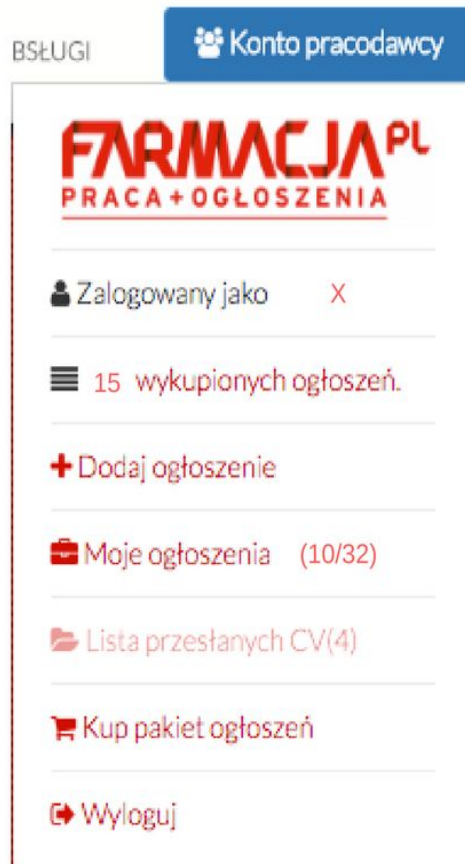 BSŁUGI
Konto pracodawcy
FARMACJA.PL
PRACA+OGŁOSZENIA
Zalogowany jako X
15 wykupionych ogłoszeń.
Dodaj ogłoszenie
Moje ogłoszenia (10/32)
Lista przesłanych CV(4)
Kup pakiet ogłoszeń
Wyloguj